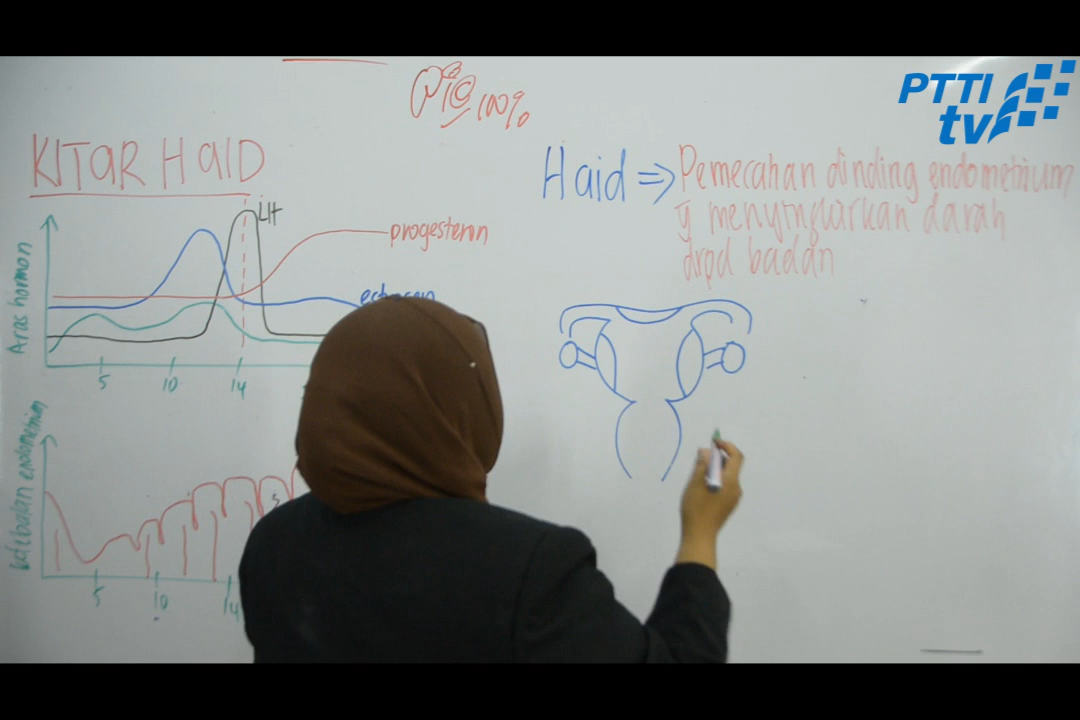 PTTI
tv
100%
KITAR HAID
LH
progesteron
Aras hormon
5
10
14
ketebalan endometrium
5
10
14
Haid ⇒ Pemecahan dinding endometrium
yg menyingkirkan darah
drpd badan